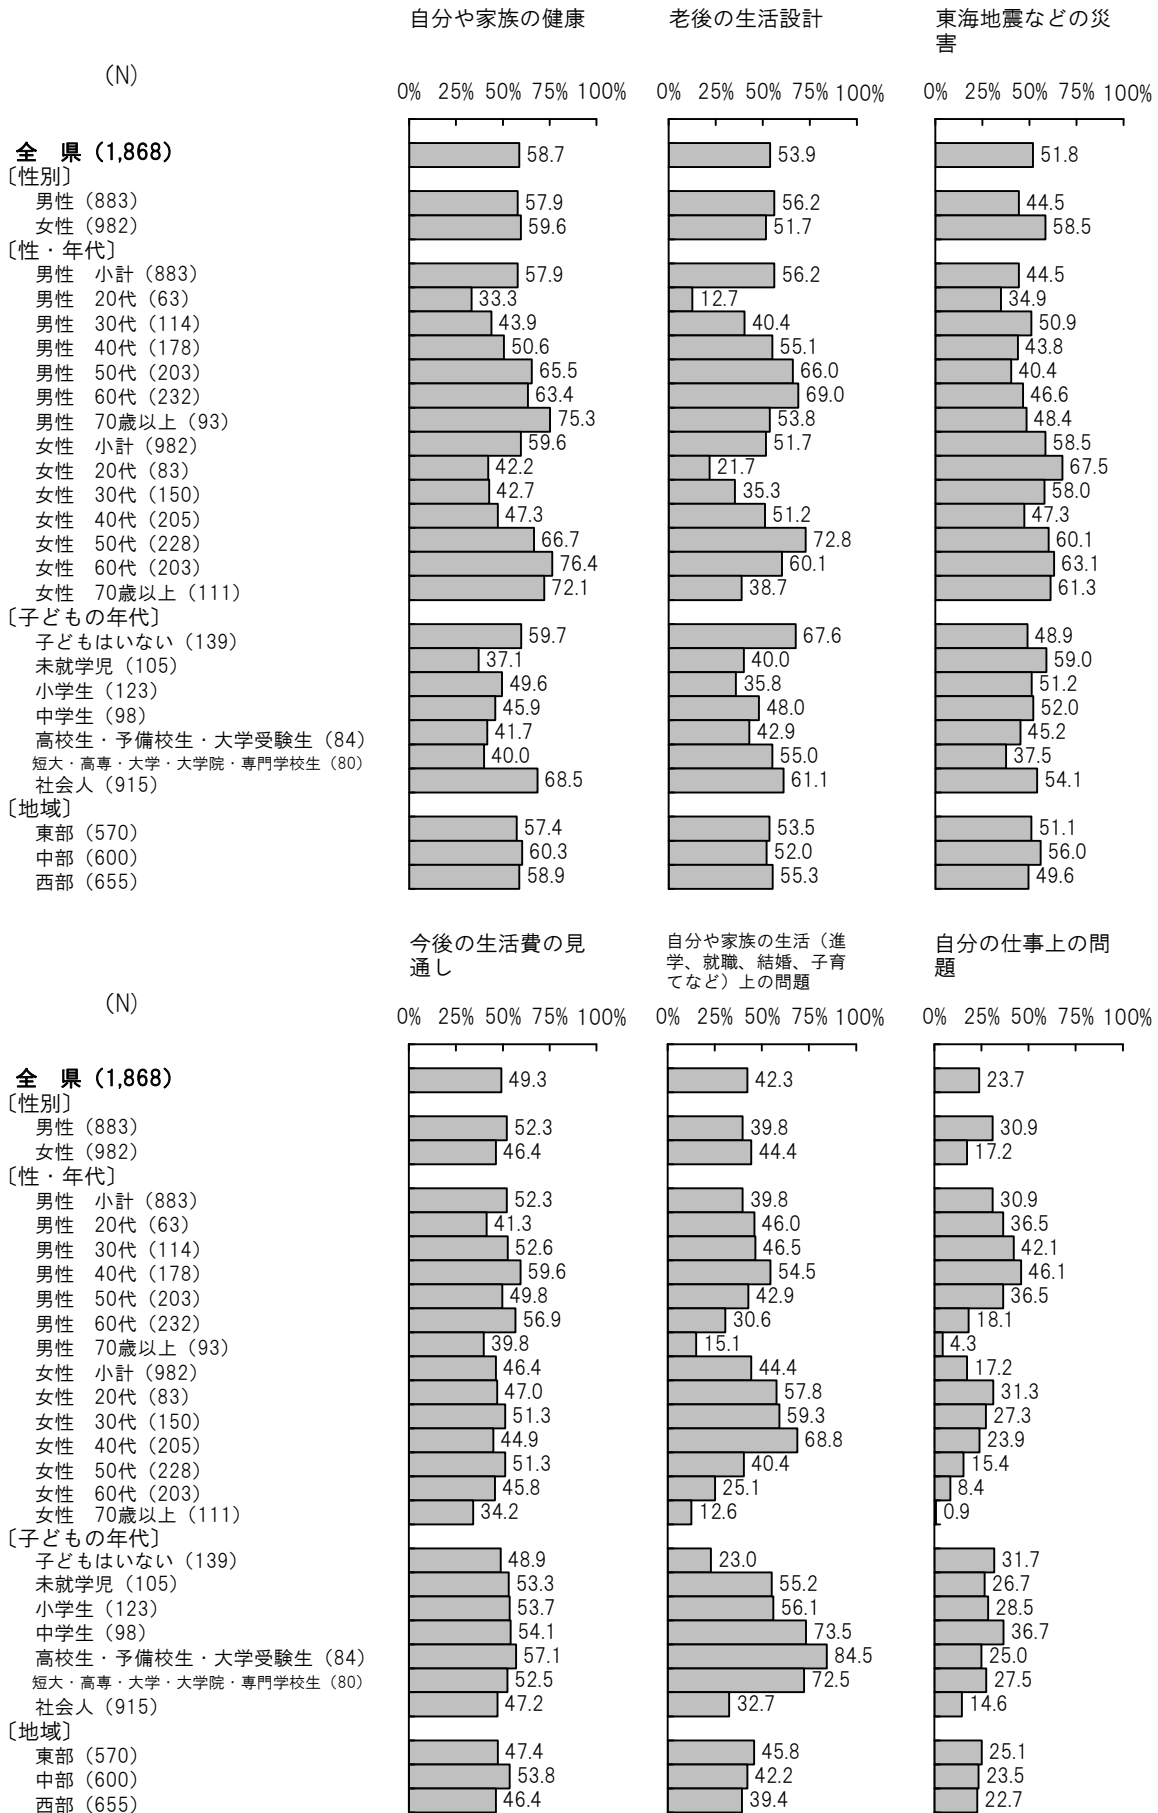 自分や家族の健康 老後の生活設計 東海地震などの災
害
(N)
0% 25% 50% 75% 100% 0% 25% 50% 75% 100% 0% 25% 50% 75% 100%
全 県 (1,868) 58.7 53.9 51.8
〔性別〕
男性 (883) 57.9 56.2 44.5
女性 (982) 59.6 51.7 58.5
〔性・年代〕
男性 小計 (883) 57.9 56.2 44.5
男性 20代 (63) 33.3 12.7 34.9
男性 30代 (114) 43.9 40.4 50.9
男性 40代 (178) 50.6 55.1 43.8
男性 50代 (203) 65.5 66.0 40.4
男性 60代 (232) 63.4 69.0 46.6
男性 70歳以上 (93) 75.3 53.8 48.4
女性 小計 (982) 59.6 51.7 58.5
女性 20代 (83) 42.2 21.7 67.5
女性 30代 (150) 42.7 35.3 58.0
女性 40代 (205) 47.3 51.2 47.3
女性 50代 (228) 66.7 72.8 60.1
女性 60代 (203) 76.4 60.1 63.1
女性 70歳以上 (111) 72.1 38.7 61.3
〔子どもの年代〕
子どもはいない (139) 59.7 67.6 48.9
未就学児 (105) 37.1 40.0 59.0
小学生 (123) 49.6 35.8 51.2
中学生 (98) 45.9 48.0 52.0
高校生・予備校生・大学受験生 (84) 41.7 42.9 45.2
短大・高専・大学・大学院・専門学校生 (80) 40.0 55.0 37.5
社会人 (915) 68.5 61.1 54.1
〔地域〕
東部 (570) 57.4 53.5 51.1
中部 (600) 60.3 52.0 56.0
西部 (655) 58.9 55.3 49.6
今後の生活費の見 自分や家族の生活（進 自分の仕事上の問
通し 学、就職、結婚、子育 題
てなど）上の問題
(N)
0% 25% 50% 75% 100% 0% 25% 50% 75% 100% 0% 25% 50% 75% 100%
全 県 (1,868) 49.3 42.3 23.7
〔性別〕
男性 (883) 52.3 39.8 30.9
女性 (982) 46.4 44.4 17.2
〔性・年代〕
男性 小計 (883) 52.3 39.8 30.9
男性 20代 (63) 41.3 46.0 36.5
男性 30代 (114) 52.6 46.5 42.1
男性 40代 (178) 59.6 54.5 46.1
男性 50代 (203) 49.8 42.9 36.5
男性 60代 (232) 56.9 30.6 18.1
男性 70歳以上 (93) 39.8 15.1 4.3
女性 小計 (982) 46.4 44.4 17.2
女性 20代 (83) 47.0 57.8 31.3
女性 30代 (150) 51.3 59.3 27.3
女性 40代 (205) 44.9 68.8 23.9
女性 50代 (228) 51.3 40.4 15.4
女性 60代 (203) 45.8 25.1 8.4
女性 70歳以上 (111) 34.2 12.6 0.9
〔子どもの年代〕
子どもはいない (139) 48.9 23.0 31.7
未就学児 (105) 53.3 55.2 26.7
小学生 (123) 53.7 56.1 28.5
中学生 (98) 54.1 73.5 36.7
高校生・予備校生・大学受験生 (84) 57.1 84.5 25.0
短大・高専・大学・大学院・専門学校生 (80) 52.5 72.5 27.5
社会人 (915) 47.2 32.7 14.6
〔地域〕
東部 (570) 47.4 45.8 25.1
中部 (600) 53.8 42.2 23.5
西部 (655) 46.4 39.4 22.7